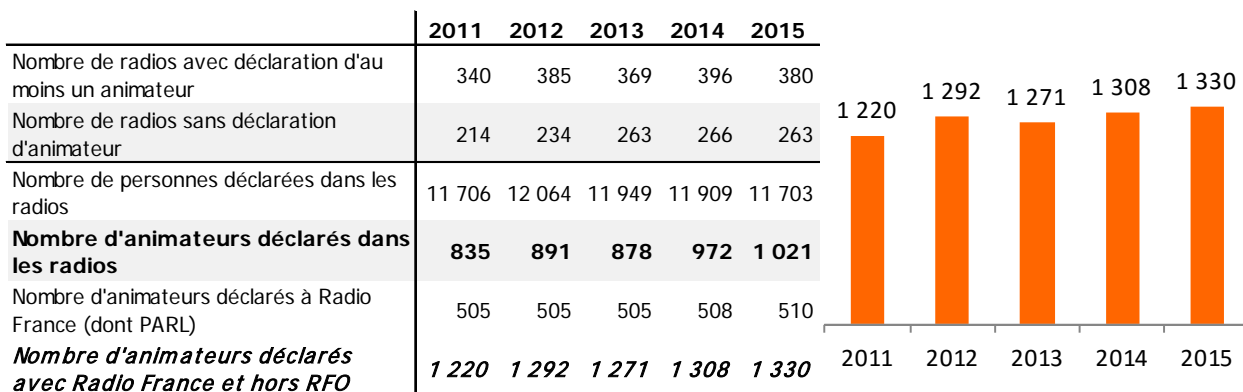 2011 2012 2013 2014 2015
Nombre de radios avec déclaration d'au
moins un animateur
340 385 369 396 380
Nombre de radios sans déclaration
d'animateur
214 234 263 266 263
Nombre de personnes déclarées dans les
radios
11 706 12 064 11 949 11 909 11 703
Nombre d'animateurs déclarés dans
les radios
835 891 878 972 1 021
Nombre d'animateurs déclarés à Radio
France (dont PARL)
505 505 505 508 510
Nombre d'animateurs déclarés
avec Radio France et hors RFO
1 220 1 292 1 271 1 308 1 330
1 220 1 292 1 271 1 308 1 330
2011 2012 2013 2014 2015